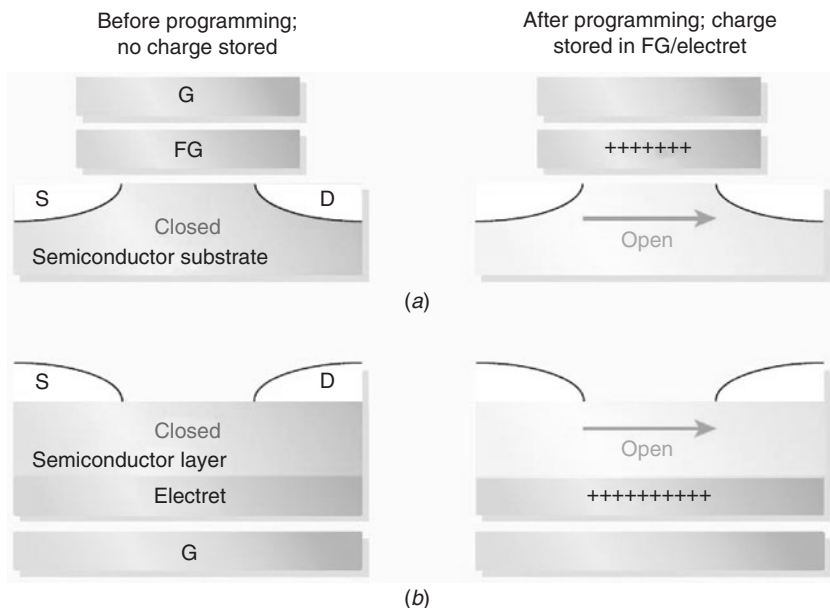 Before programming;
no charge stored
After programming; charge
stored in FG/electret
G
FG
+++++++
S
D
Closed
Semiconductor substrate
Open
(a)
S
D
Closed
Semiconductor layer
Electret
G
Open
++++++++++
(b)